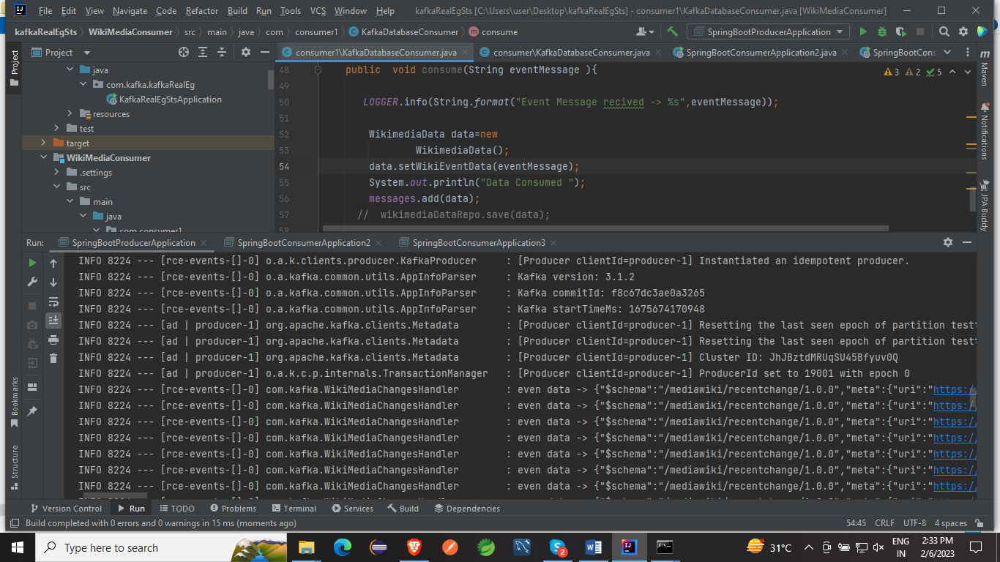 File Edit View Navigate Code Refactor Build Run Tools VCS Window Help kafkaRealEgSts [C:\Users\user\Desktop\kafkaRealEgSts] - consumer1\KafkaDatabaseConsumer.java [WikiMediaConsumer]
kafkaRealEgSts WikiMediaConsumer src main java com consumer1 KafkaDatabaseConsumer consume SpringBootProducerApplication
Project consumer1\KafkaDatabaseConsumer.java consumer\KafkaDatabaseConsumer.java SpringBootConsumerApplication2.java SpringBootCons
Project
java
com.kafka.kafkaRealEg
KafkaRealEgStsApplication
resources
test
target
WikiMediaConsumer
.settings
src
main
java
com.consumer1
48 public void consume(String eventMessage ){
3 2 5
49
50 LOGGER.info(String.format("Event Message recived -> %s",eventMessage));
51
52 WikimediaData data=new
53 WikimediaData();
54 data.setWikiEventData(eventMessage);
55 System.out.println("Data Consumed ");
56 messages.add(data);
57 // wikimediaDataRepo.save(data);
58
Maven
Notifications
JPA Buddy
Run: SpringBootProducerApplication SpringBootConsumerApplication2 SpringBootConsumerApplication3
INFO 8224 --- [rce-events-[]-0] o.a.k.clients.producer.KafkaProducer : [Producer clientId=producer-1] Instantiated an idempotent producer.
INFO 8224 --- [rce-events-[]-0] o.a.kafka.common.utils.AppInfoParser : Kafka version: 3.1.2
INFO 8224 --- [rce-events-[]-0] o.a.kafka.common.utils.AppInfoParser : Kafka commitId: f8c67dc3ae0a3265
INFO 8224 --- [rce-events-[]-0] o.a.kafka.common.utils.AppInfoParser : Kafka startTimeMs: 1675674170948
INFO 8224 --- [ad | producer-1] org.apache.kafka.clients.Metadata : [Producer clientId=producer-1] Resetting the last seen epoch of partition testt
INFO 8224 --- [ad | producer-1] org.apache.kafka.clients.Metadata : [Producer clientId=producer-1] Resetting the last seen epoch of partition testt
INFO 8224 --- [ad | producer-1] org.apache.kafka.clients.Metadata : [Producer clientId=producer-1] Cluster ID: JhJBztdMRUqSU45Bfyuv0Q
INFO 8224 --- [ad | producer-1] o.a.k.c.p.internals.TransactionManager : [Producer clientId=producer-1] ProducerId set to 19001 with epoch 0
INFO 8224 --- [rce-events-[]-0] com.kafka.WikiMediaChangesHandler : even data -> {"$schema":"/mediawiki/recentchange/1.0.0","meta":{"uri":"https://
INFO 8224 --- [rce-events-[]-0] com.kafka.WikiMediaChangesHandler : even data -> {"$schema":"/mediawiki/recentchange/1.0.0","meta":{"uri":"https://
INFO 8224 --- [rce-events-[]-0] com.kafka.WikiMediaChangesHandler : even data -> {"$schema":"/mediawiki/recentchange/1.0.0","meta":{"uri":"https://
INFO 8224 --- [rce-events-[]-0] com.kafka.WikiMediaChangesHandler : even data -> {"$schema":"/mediawiki/recentchange/1.0.0","meta":{"uri":"https://
INFO 8224 --- [rce-events-[]-0] com.kafka.WikiMediaChangesHandler : even data -> {"$schema":"/mediawiki/recentchange/1.0.0","meta":{"uri":"https://
INFO 8224 --- [rce-events-[]-0] com.kafka.WikiMediaChangesHandler : even data -> {"$schema":"/mediawiki/recentchange/1.0.0","meta":{"uri":"https://
INFO 8224 --- [rce-events-[]-0] com.kafka.WikiMediaChangesHandler : even data -> {"$schema":"/mediawiki/recentchange/1.0.0","meta":{"uri":"https://
Bookmarks
Structure
Version Control Run TODO Problems Terminal Services Build Dependencies
Build completed with 0 errors and 0 warnings in 15 ms (moments ago) 54:45 CRLF UTF-8 4 spaces
Type here to search 2 31°C ENG IN 2:33 PM 2/6/2023